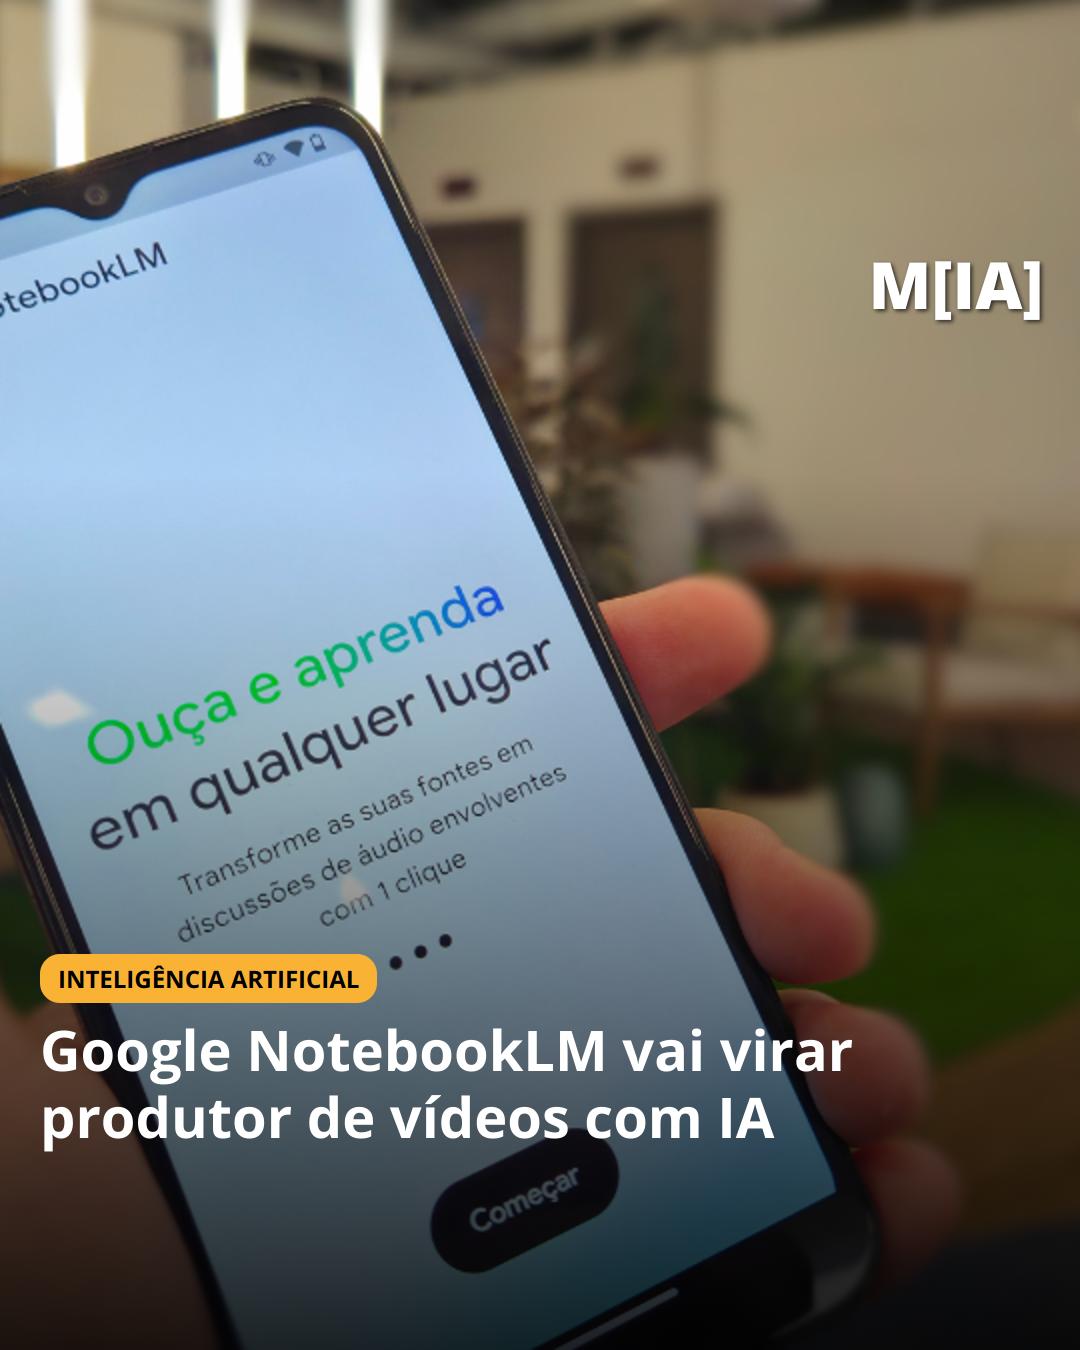 otebookLM
M[IA]
Ouça e aprenda
em qualquer lugar
Transforme as suas fontes em
discussões de áudio envolventes
com 1 clique
INTELIGÊNCIA ARTIFICIAL
Google NotebookLM vai virar
produtor de vídeos com IA
Começar